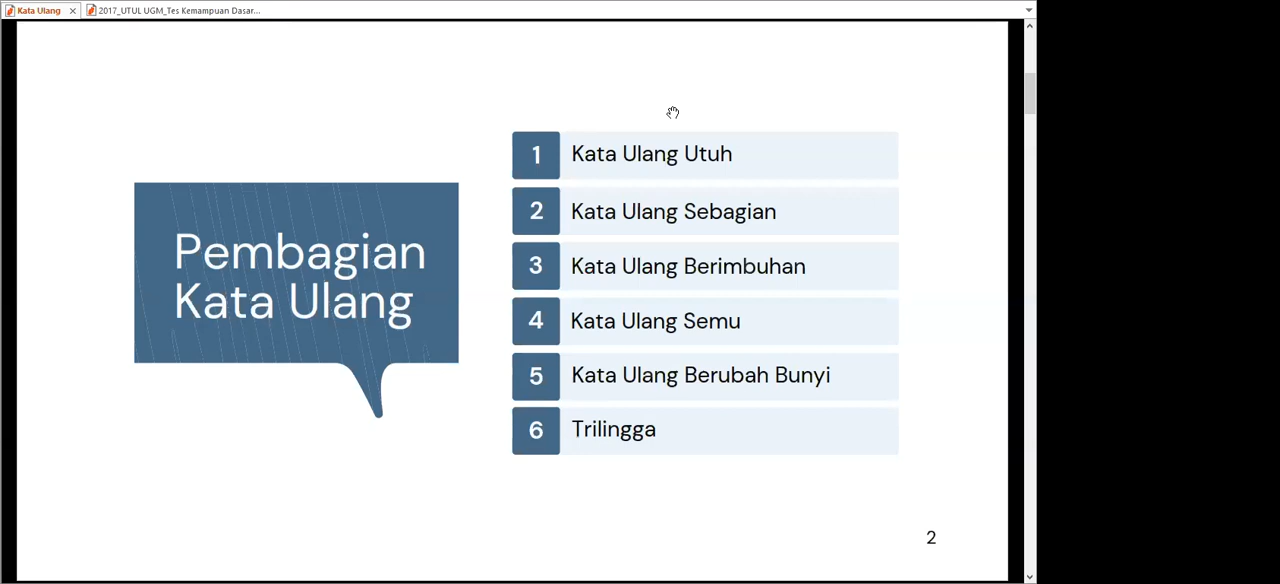 Kata Ulang
2017_UTUL UGM_Tes Kemampuan Dasar...
Pembagian
Kata Ulang
1 Kata Ulang Utuh
2 Kata Ulang Sebagian
3 Kata Ulang Berimbuhan
4 Kata Ulang Semu
5 Kata Ulang Berubah Bunyi
6 Trilingga
2